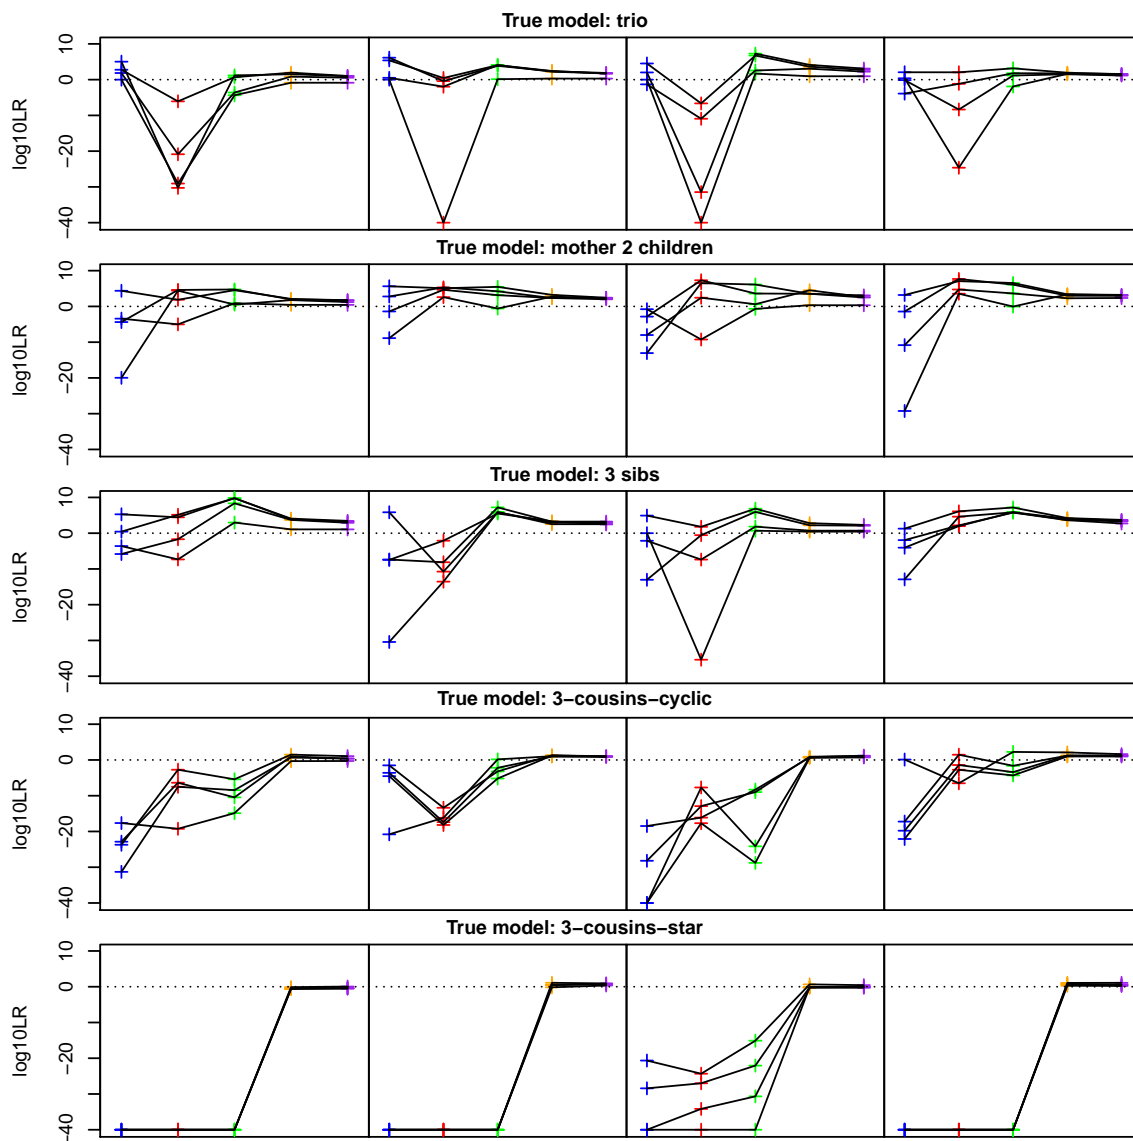 True model: trio
10
0
−20
−40
log10LR
True model: mother 2 children
10
0
−20
−40
log10LR
True model: 3 sibs
10
0
−20
−40
log10LR
True model: 3−cousins−cyclic
10
0
−20
−40
log10LR
True model: 3−cousins−star
10
0
−20
−40
log10LR